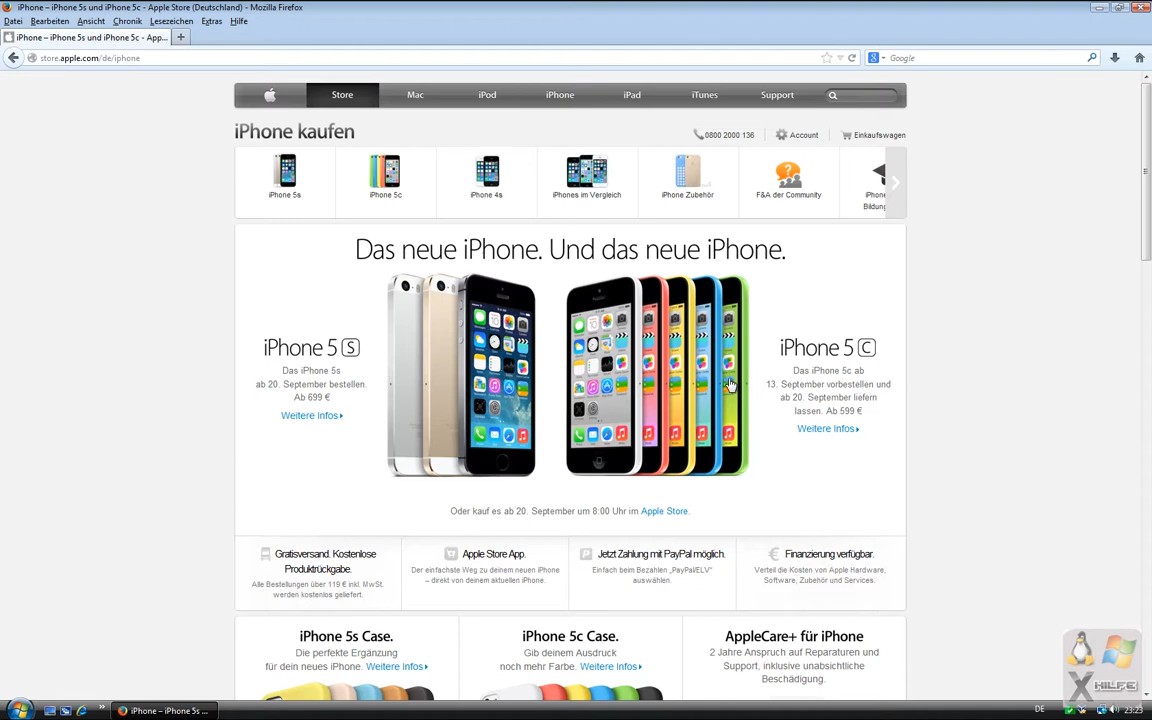 iPhone – iPhone 5s und iPhone 5c - Apple Store (Deutschland) - Mozilla Firefox
Datei Bearbeiten Ansicht Chronik Lesezeichen Extras Hilfe
iPhone – iPhone 5s und iPhone 5c - App...
store.apple.com/de/iphone
Google
Store Mac iPod iPhone iPad iTunes Support
iPhone kaufen
0800 2000 136 Account Einkaufswagen
iPhone 5s iPhone 5c iPhone 4s iPhones im Vergleich iPhone Zubehör F&A der Community iPhone
Bildung
Das neue iPhone. Und das neue iPhone.
iPhone 5 S
Das iPhone 5s
ab 20. September bestellen.
Ab 699 €
Weitere Infos
iPhone 5 C
Das iPhone 5c ab
13. September vorbestellen und
ab 20. September liefern
lassen. Ab 599 €
Weitere Infos
Oder kauf es ab 20. September um 8:00 Uhr im Apple Store.
Gratisversand. Kostenlose
Produktrückgabe.
Alle Bestellungen über 119 € inkl. MwSt.
werden kostenlos geliefert.
Apple Store App.
Der einfachste Weg zu deinem neuen iPhone
– direkt von deinem aktuellen iPhone.
Jetzt Zahlung mit PayPal möglich.
Einfach beim Bezahlen „PayPal/ELV"
auswählen.
Finanzierung verfügbar.
Verteil die Kosten von Apple Hardware,
Software, Zubehör und Services.
iPhone 5s Case.
Die perfekte Ergänzung
für dein neues iPhone. Weitere Infos
iPhone 5c Case.
Gib deinem Ausdruck
noch mehr Farbe. Weitere Infos
AppleCare+ für iPhone
2 Jahre Anspruch auf Reparaturen und
Support, inklusive unabsichtliche
Beschädigung.
X HILFE
iPhone – iPhone 5s ...
DE
23:23